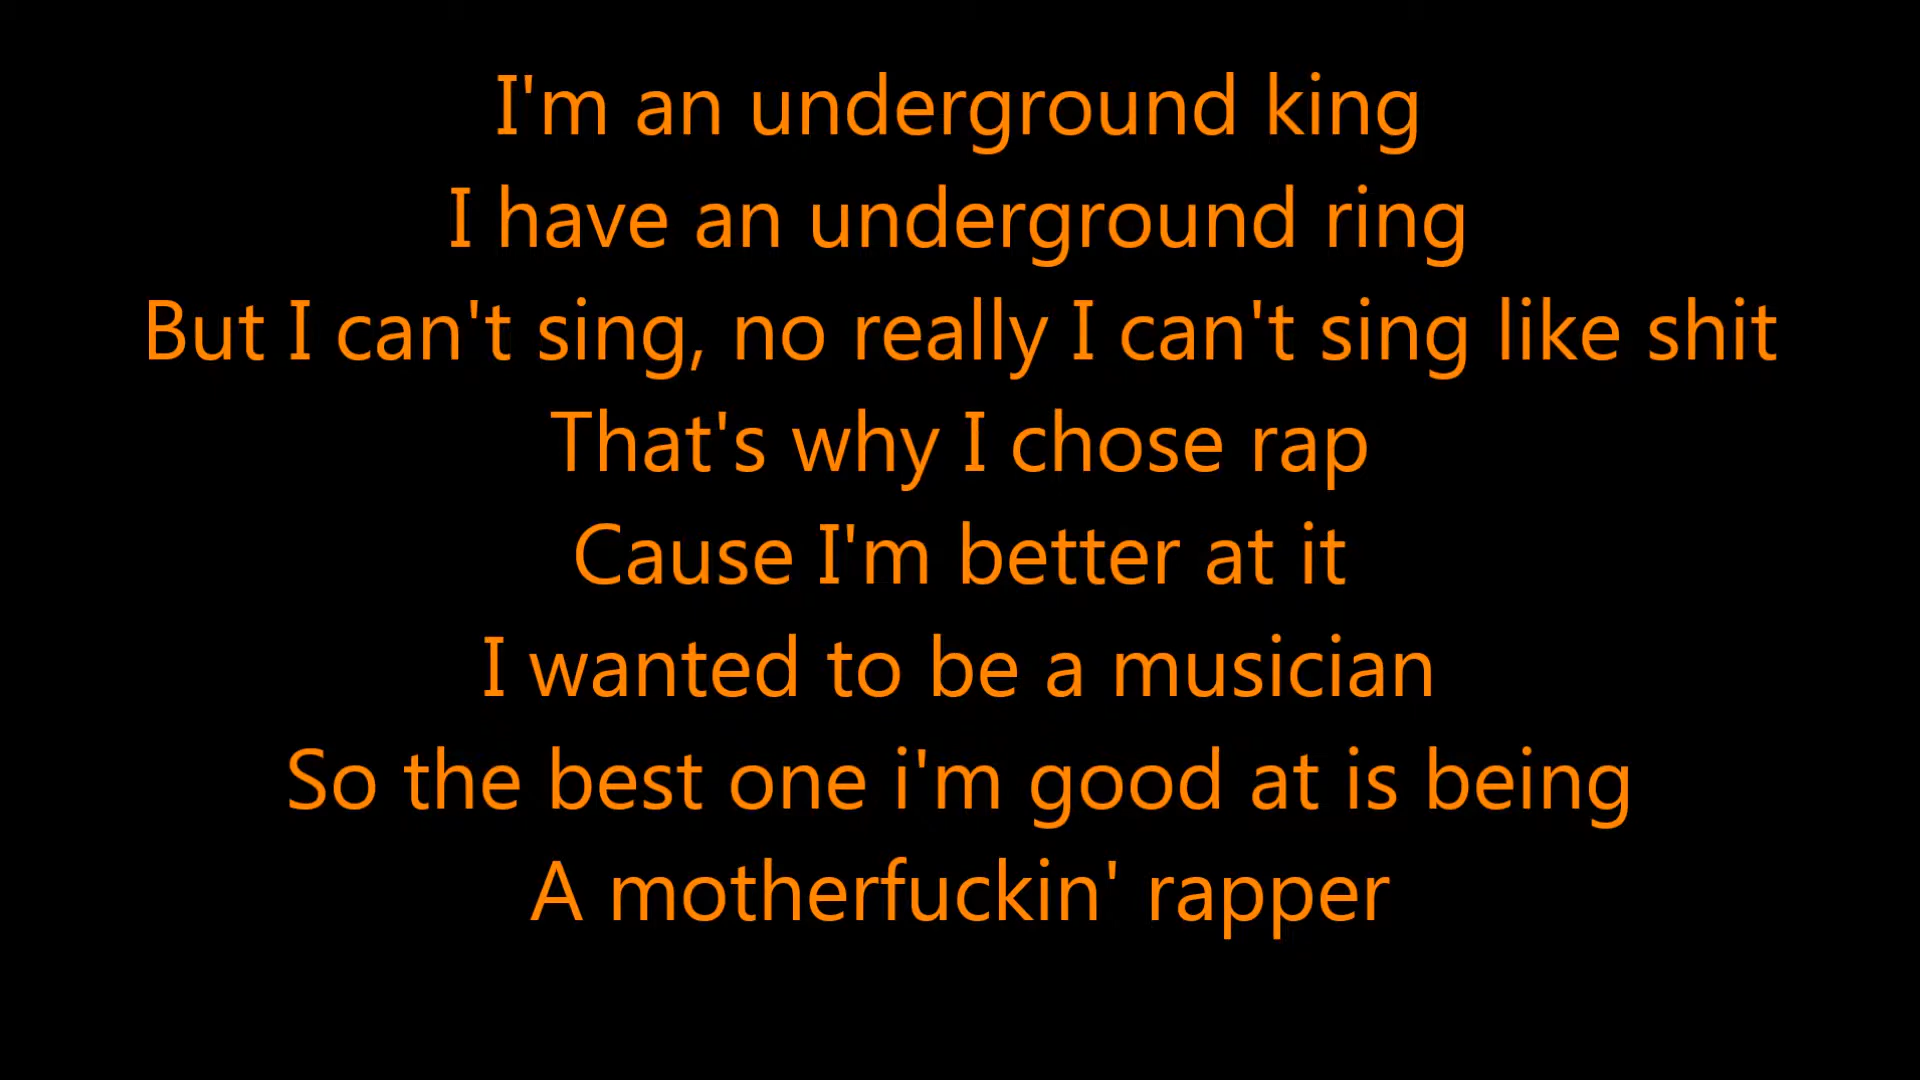 I'm an underground king
I have an underground ring
But I can't sing, no really I can't sing like shit
That's why I chose rap
Cause I'm better at it
I wanted to be a musician
So the best one i'm good at is being
A motherfuckin' rapper